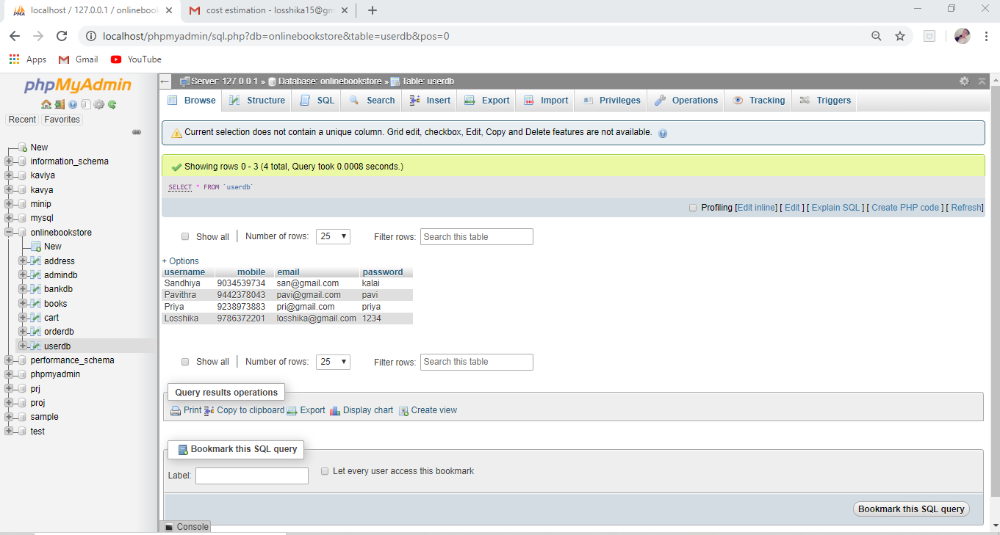 localhost / 127.0.0.1 / onlinebook
cost estimation - losshika15@gm
localhost/phpmyadmin/sql.php?db=onlinebookstore&table=userdb&pos=0
Apps Gmail YouTube
phpMyAdmin
Recent Favorites
New
information_schema
kaviya
kavya
minip
mysql
onlinebookstore
New
address
admindb
bankdb
books
cart
orderdb
userdb
performance_schema
phpmyadmin
prj
proj
sample
test
Server: 127.0.0.1 » Database: onlinebookstore » Table: userdb
Browse Structure SQL Search Insert Export Import Privileges Operations Tracking Triggers
Current selection does not contain a unique column. Grid edit, checkbox, Edit, Copy and Delete features are not available.
Showing rows 0 - 3 (4 total, Query took 0.0008 seconds.)
SELECT * FROM `userdb`
Profiling [Edit inline] [ Edit ] [ Explain SQL ] [ Create PHP code ] [ Refresh]
Show all Number of rows: 25 Filter rows: Search this table
+ Options
username mobile email password
Sandhiya 9034539734 san@gmail.com kalai
Pavithra 9442378043 pavi@gmail.com pavi
Priya 9238973883 pri@gmail.com priya
Losshika 9786372201 losshika@gmail.com 1234
Show all Number of rows: 25 Filter rows: Search this table
Query results operations
Print Copy to clipboard Export Display chart Create view
Bookmark this SQL query
Label: Let every user access this bookmark
Bookmark this SQL query
Console